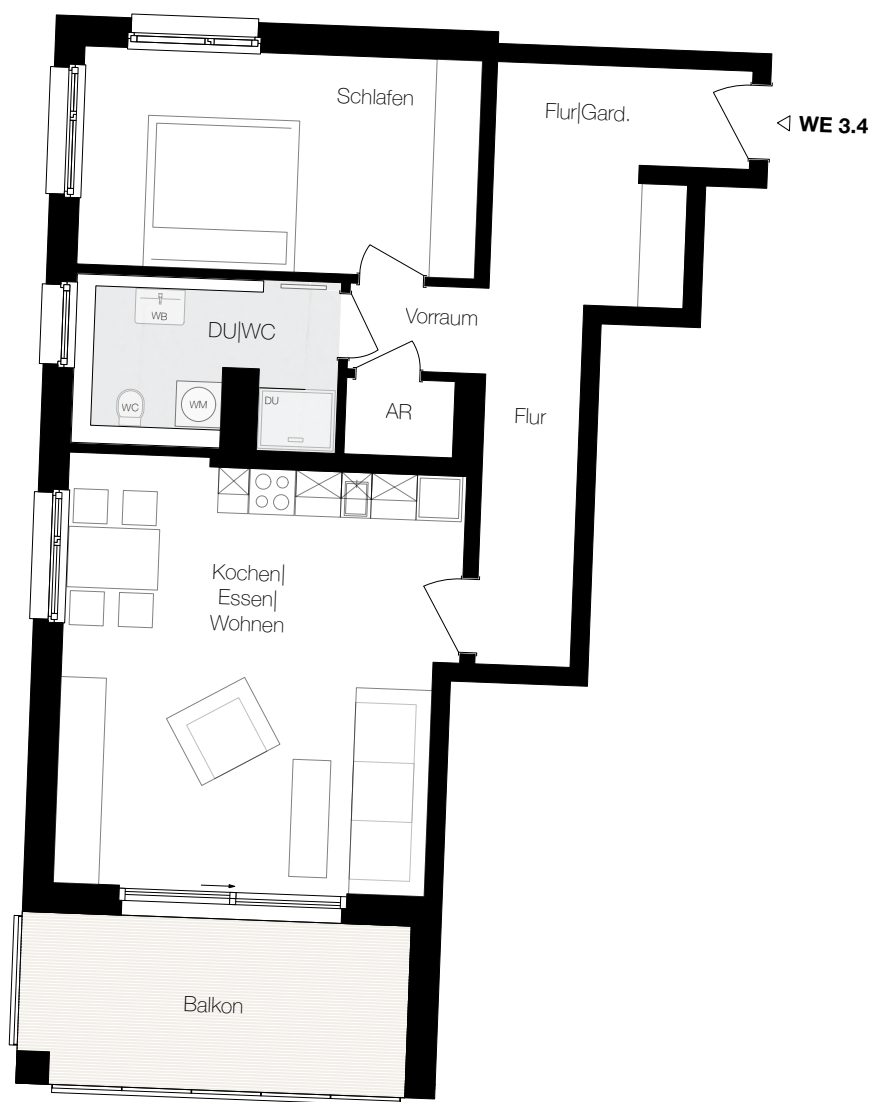 Schlafen
Flur|Gard.
WE 3.4
WB
DU|WC
Vorraum
WC
WM
DU
AR
Flur
Kochen|
Essen|
Wohnen
Balkon